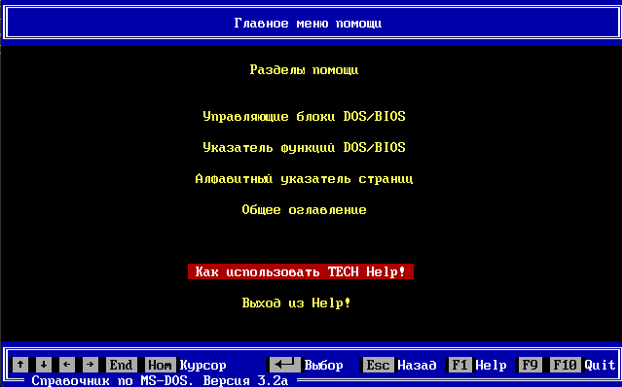 Главное меню помощи
Разделы помощи
Управляющие блоки DOS/BIOS
Указатель функций DOS/BIOS
Алфавитный указатель страниц
Общее оглавление
Как использовать TECH Help!
Выход из Help!
↑ ↓ ← → End Hom Курсор ↵ Выбор Esc Назад F1 Help F9 F10 Quit
Справочник по MS-DOS. Версия 3.2a